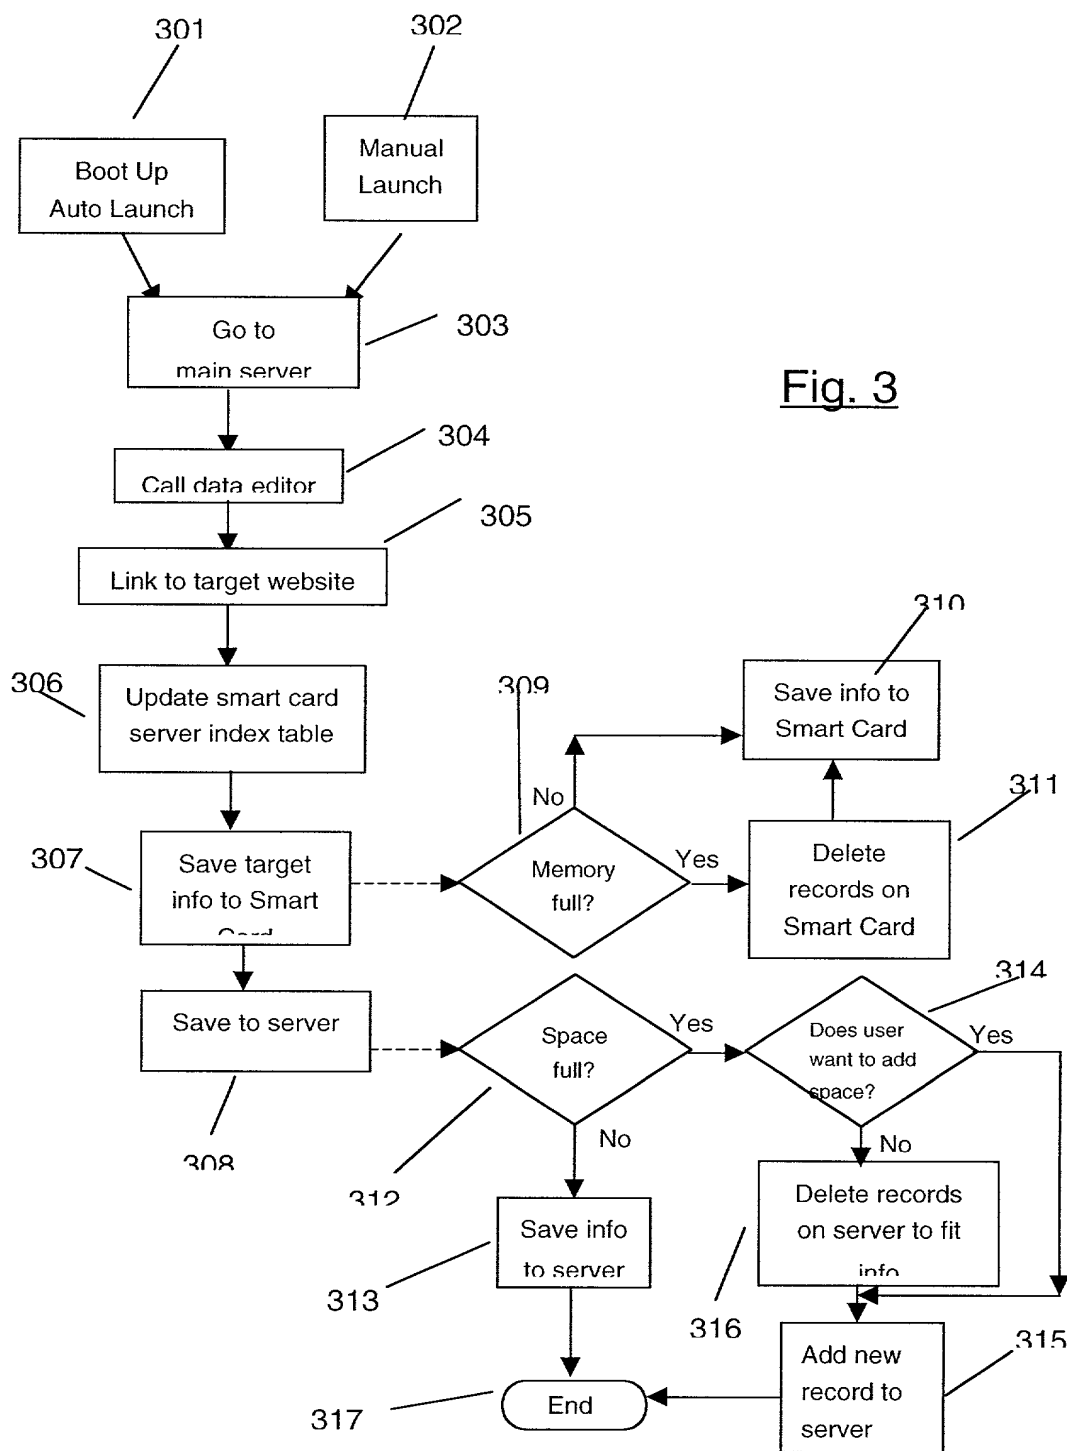 301
302
Boot Up
Auto Launch
Manual
Launch
Go to
main server
303
Fig. 3
304
Call data editor
305
Link to target website
306
Update smart card
server index table
309
310
Save info to
Smart Card
No
311
307
Save target
info to Smart
Card
Memory
full?
Yes
Delete
records on
Smart Card
314
Save to server
Space
full?
Yes
Does user
want to add
space?
Yes
308
No
No
312
Delete records
on server to fit
info
Save info
to server
313
316
315
Add new
record to
server
End
317